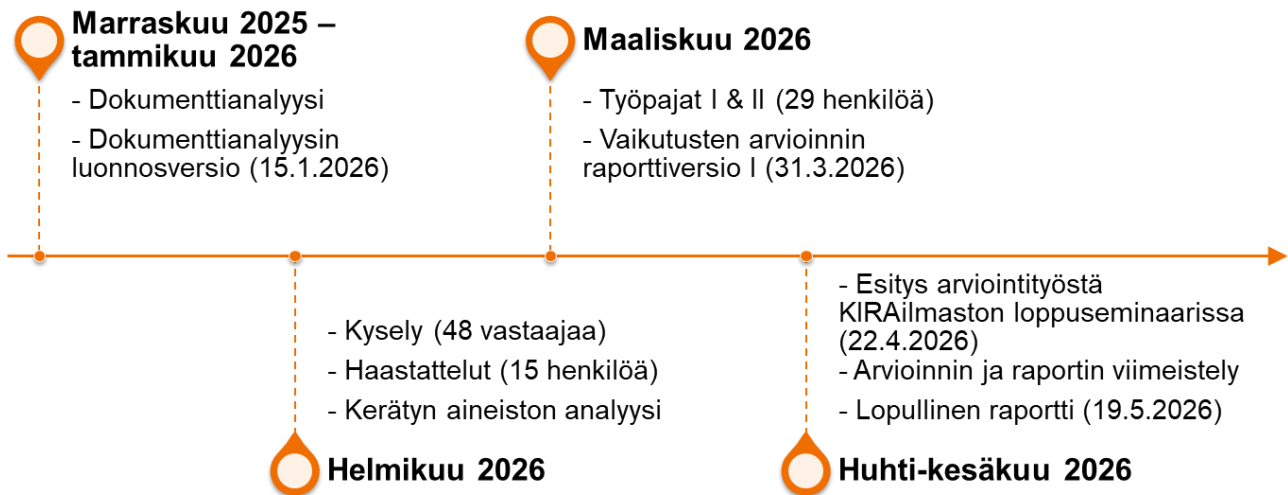 Marraskuu 2025 –
tammikuu 2026
- Dokumenttianalyysi
- Dokumenttianalyysin
luonnosversio (15.1.2026)
Maaliskuu 2026
- Työpajat I & II (29 henkilöä)
- Vaikutusten arvioinnin
raporttiversio I (31.3.2026)
- Kysely (48 vastaajaa)
- Haastattelut (15 henkilöä)
- Kerätyn aineiston analyysi
Helmikuu 2026
- Esitys arviointityöstä
KIRAilmaston loppuseminaarissa
(22.4.2026)
- Arvioinnin ja raportin viimeistely
- Lopullinen raportti (19.5.2026)
Huhti-kesäkuu 2026